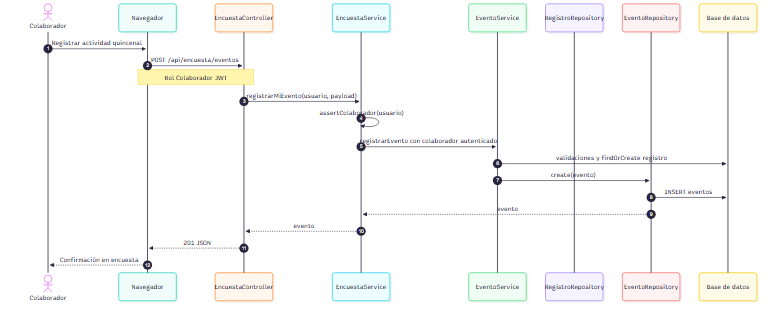 Colaborador
Navegador
EncuestaController
EncuestaService
EventoService
RegistroRepository
EventoRepository
Base de datos
1
Registrar actividad quincenal
2
POST /api/encuesta/eventos
Rol Colaborador JWT
3
registrarMiEvento(usuario, payload)
4
assertColaborador(usuario)
5
registrarEvento con colaborador autenticado
6
validaciones y findOrCreate registro
7
create(evento)
8
INSERT eventos
9
evento
10
evento
11
201 JSON
12
Confirmación en encuesta
Colaborador
Navegador
EncuestaController
EncuestaService
EventoService
RegistroRepository
EventoRepository
Base de datos